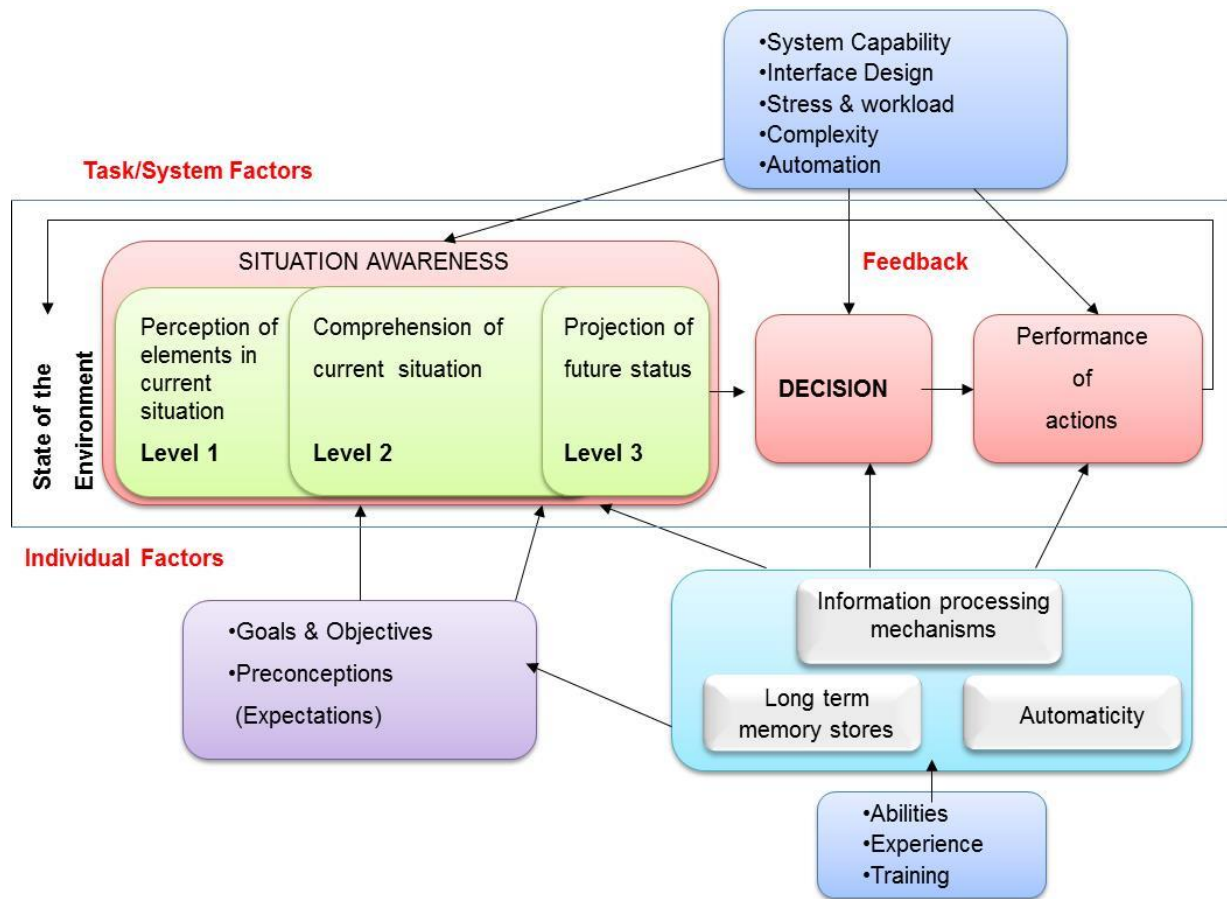 •System Capability
•Interface Design
•Stress & workload
•Complexity
•Automation
Task/System Factors
SITUATION AWARENESS
Feedback
State of the
Environment
Perception of
elements in
current
situation
Level 1
Comprehension of
current situation
Level 2
Projection of
future status
Level 3
DECISION
Performance
of
actions
Individual Factors
•Goals & Objectives
•Preconceptions
(Expectations)
Information processing
mechanisms
Long term
memory stores
Automaticity
•Abilities
•Experience
•Training